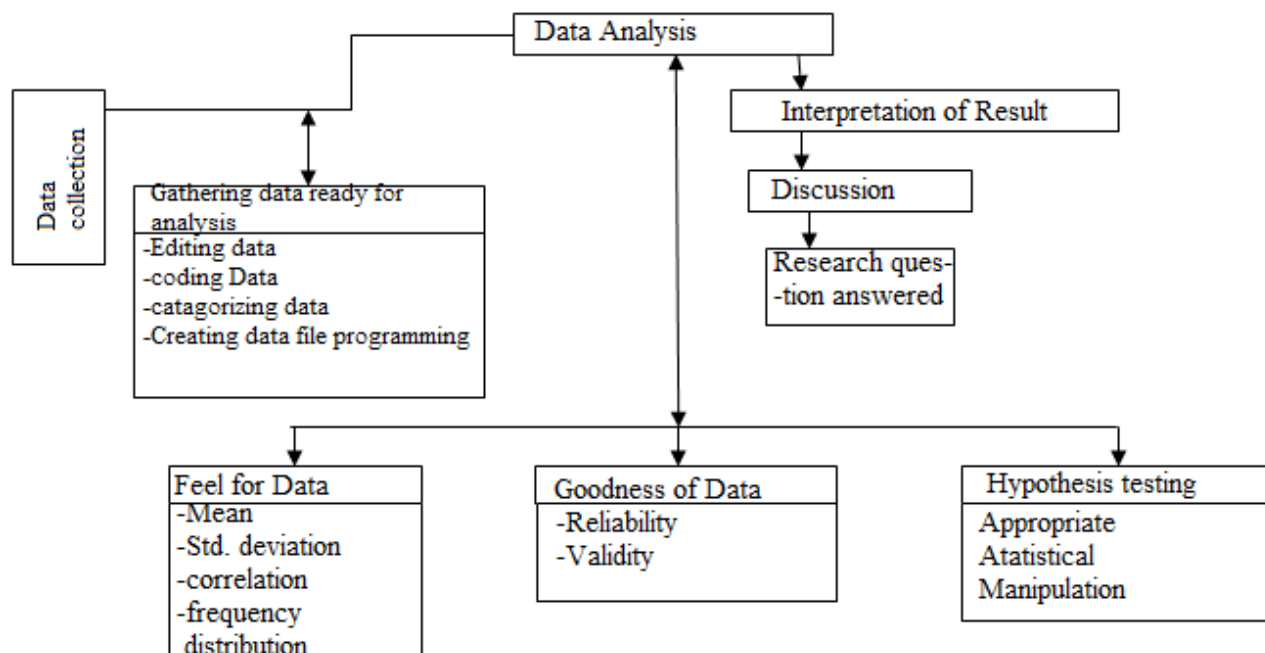 Data Analysis
Data
collection
Interpretation of Result
Gathering data ready for
analysis
-Editing data
-coding Data
-catagorizing data
-Creating data file programming
Discussion
Research ques-
-tion answered
Feel for Data
-Mean
-Std. deviation
-correlation
-frequency
distribution
Goodness of Data
-Reliability
-Validity
Hypothesis testing
Appropriate
Atatistical
Manipulation